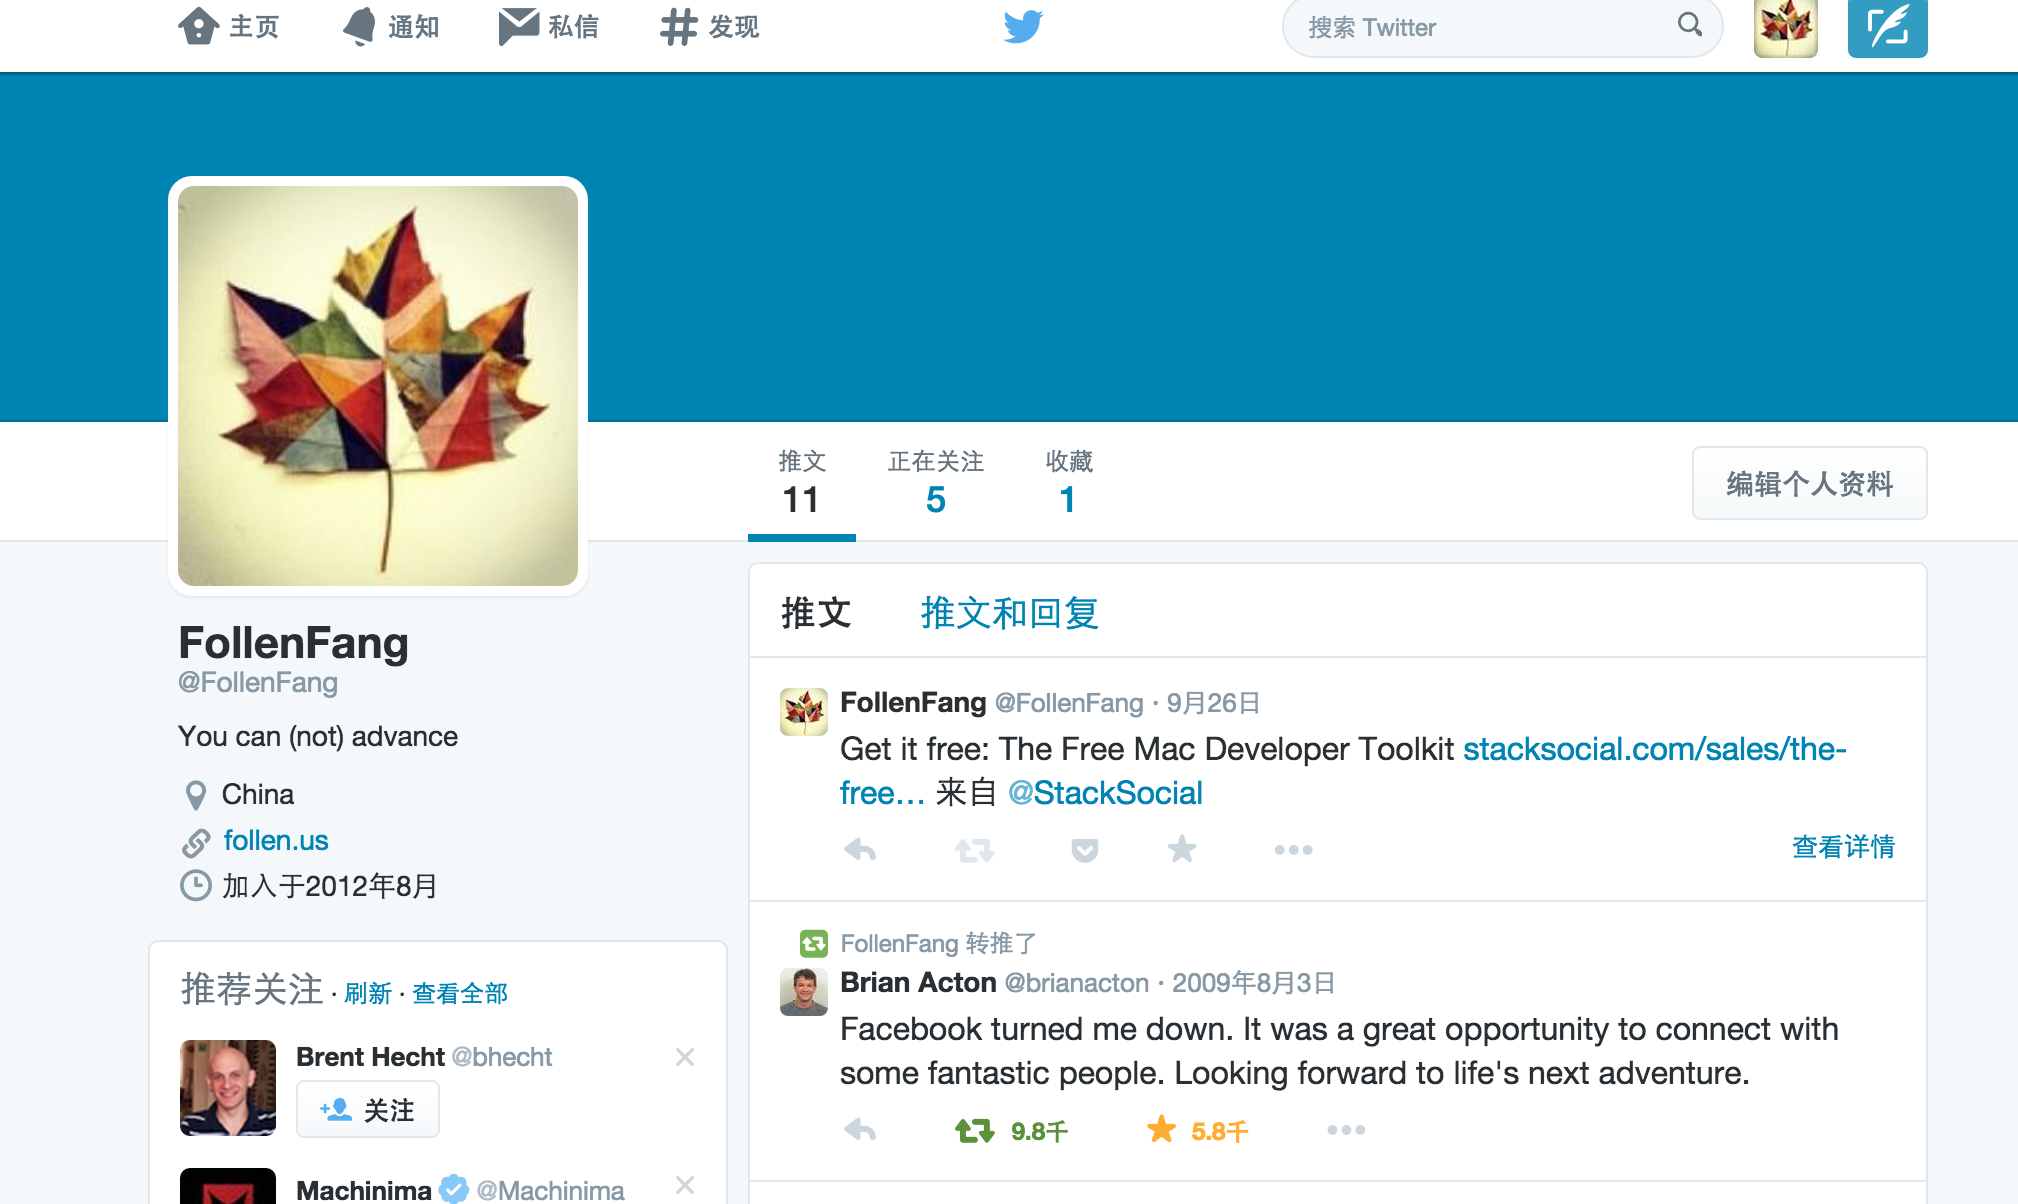 主页 通知 私信 发现 搜索 Twitter
推文 正在关注 收藏
11 5 1
编辑个人资料
FollenFang
@FollenFang
You can (not) advance
China
follen.us
加入于2012年8月
推荐关注 · 刷新 · 查看全部
Brent Hecht @bhecht
关注
Machinima @Machinima
推文 推文和回复
FollenFang @FollenFang · 9月26日
Get it free: The Free Mac Developer Toolkit stacksocial.com/sales/the-
free… 来自 @StackSocial
查看详情
FollenFang 转推了
Brian Acton @brianacton · 2009年8月3日
Facebook turned me down. It was a great opportunity to connect with
some fantastic people. Looking forward to life's next adventure.
9.8千 5.8千